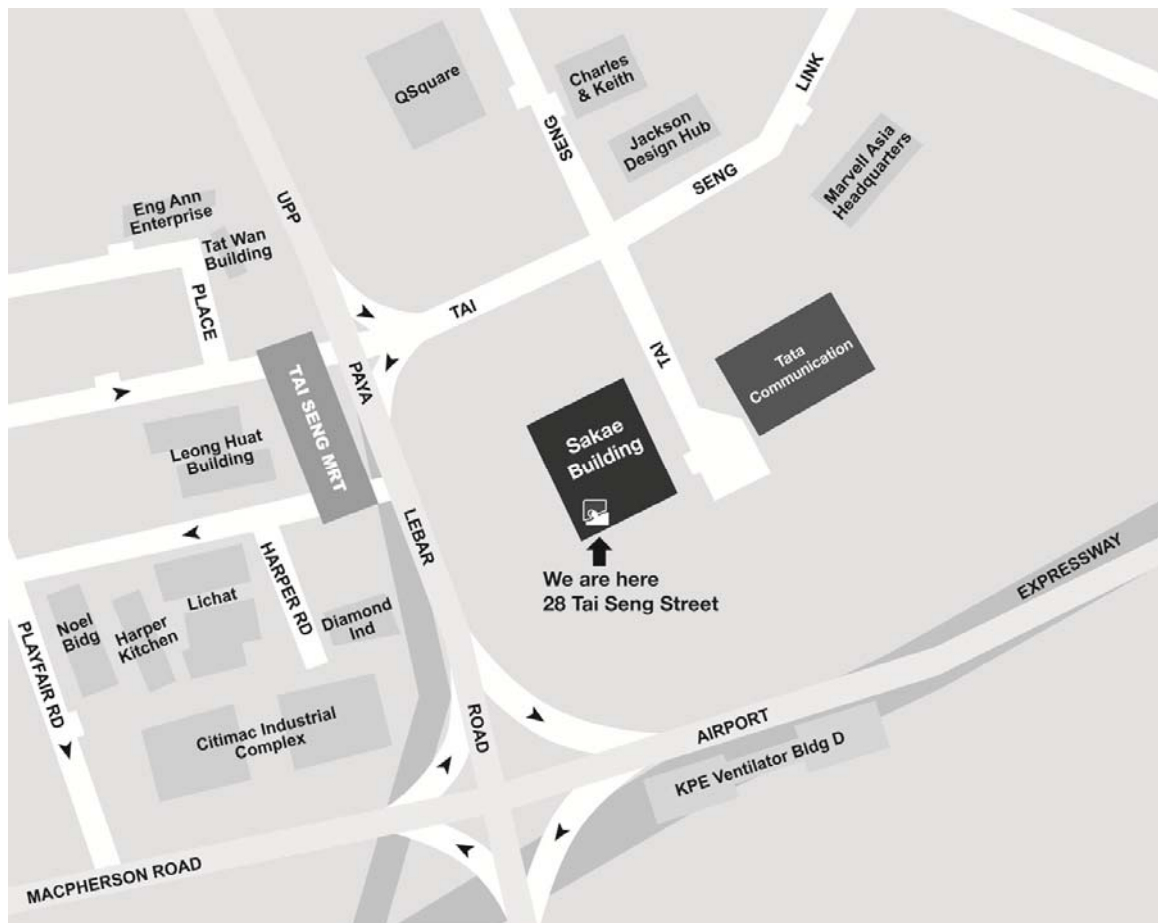 QSquare
Charles
& Keith
LINK
SENG
Jackson
Design Hub
SENG
Marvell Asia
Headquarters
Eng Ann
Enterprise
UPP
Tat Wan
Building
PLACE
TAI
TAI
Tata
Communication
TAI SENG MRT
PAYA
Leong Huat
Building
Sakae
Building
LEBAR
We are here
28 Tai Seng Street
EXPRESSWAY
HARPER RD
Lichat
Diamond
Ind
Noel
Bidg
Harper
Kitchen
PLAYFAIR RD
Citimac Industrial
Complex
ROAD
AIRPORT
KPE Ventilator Bldg D
MACPHERSON ROAD